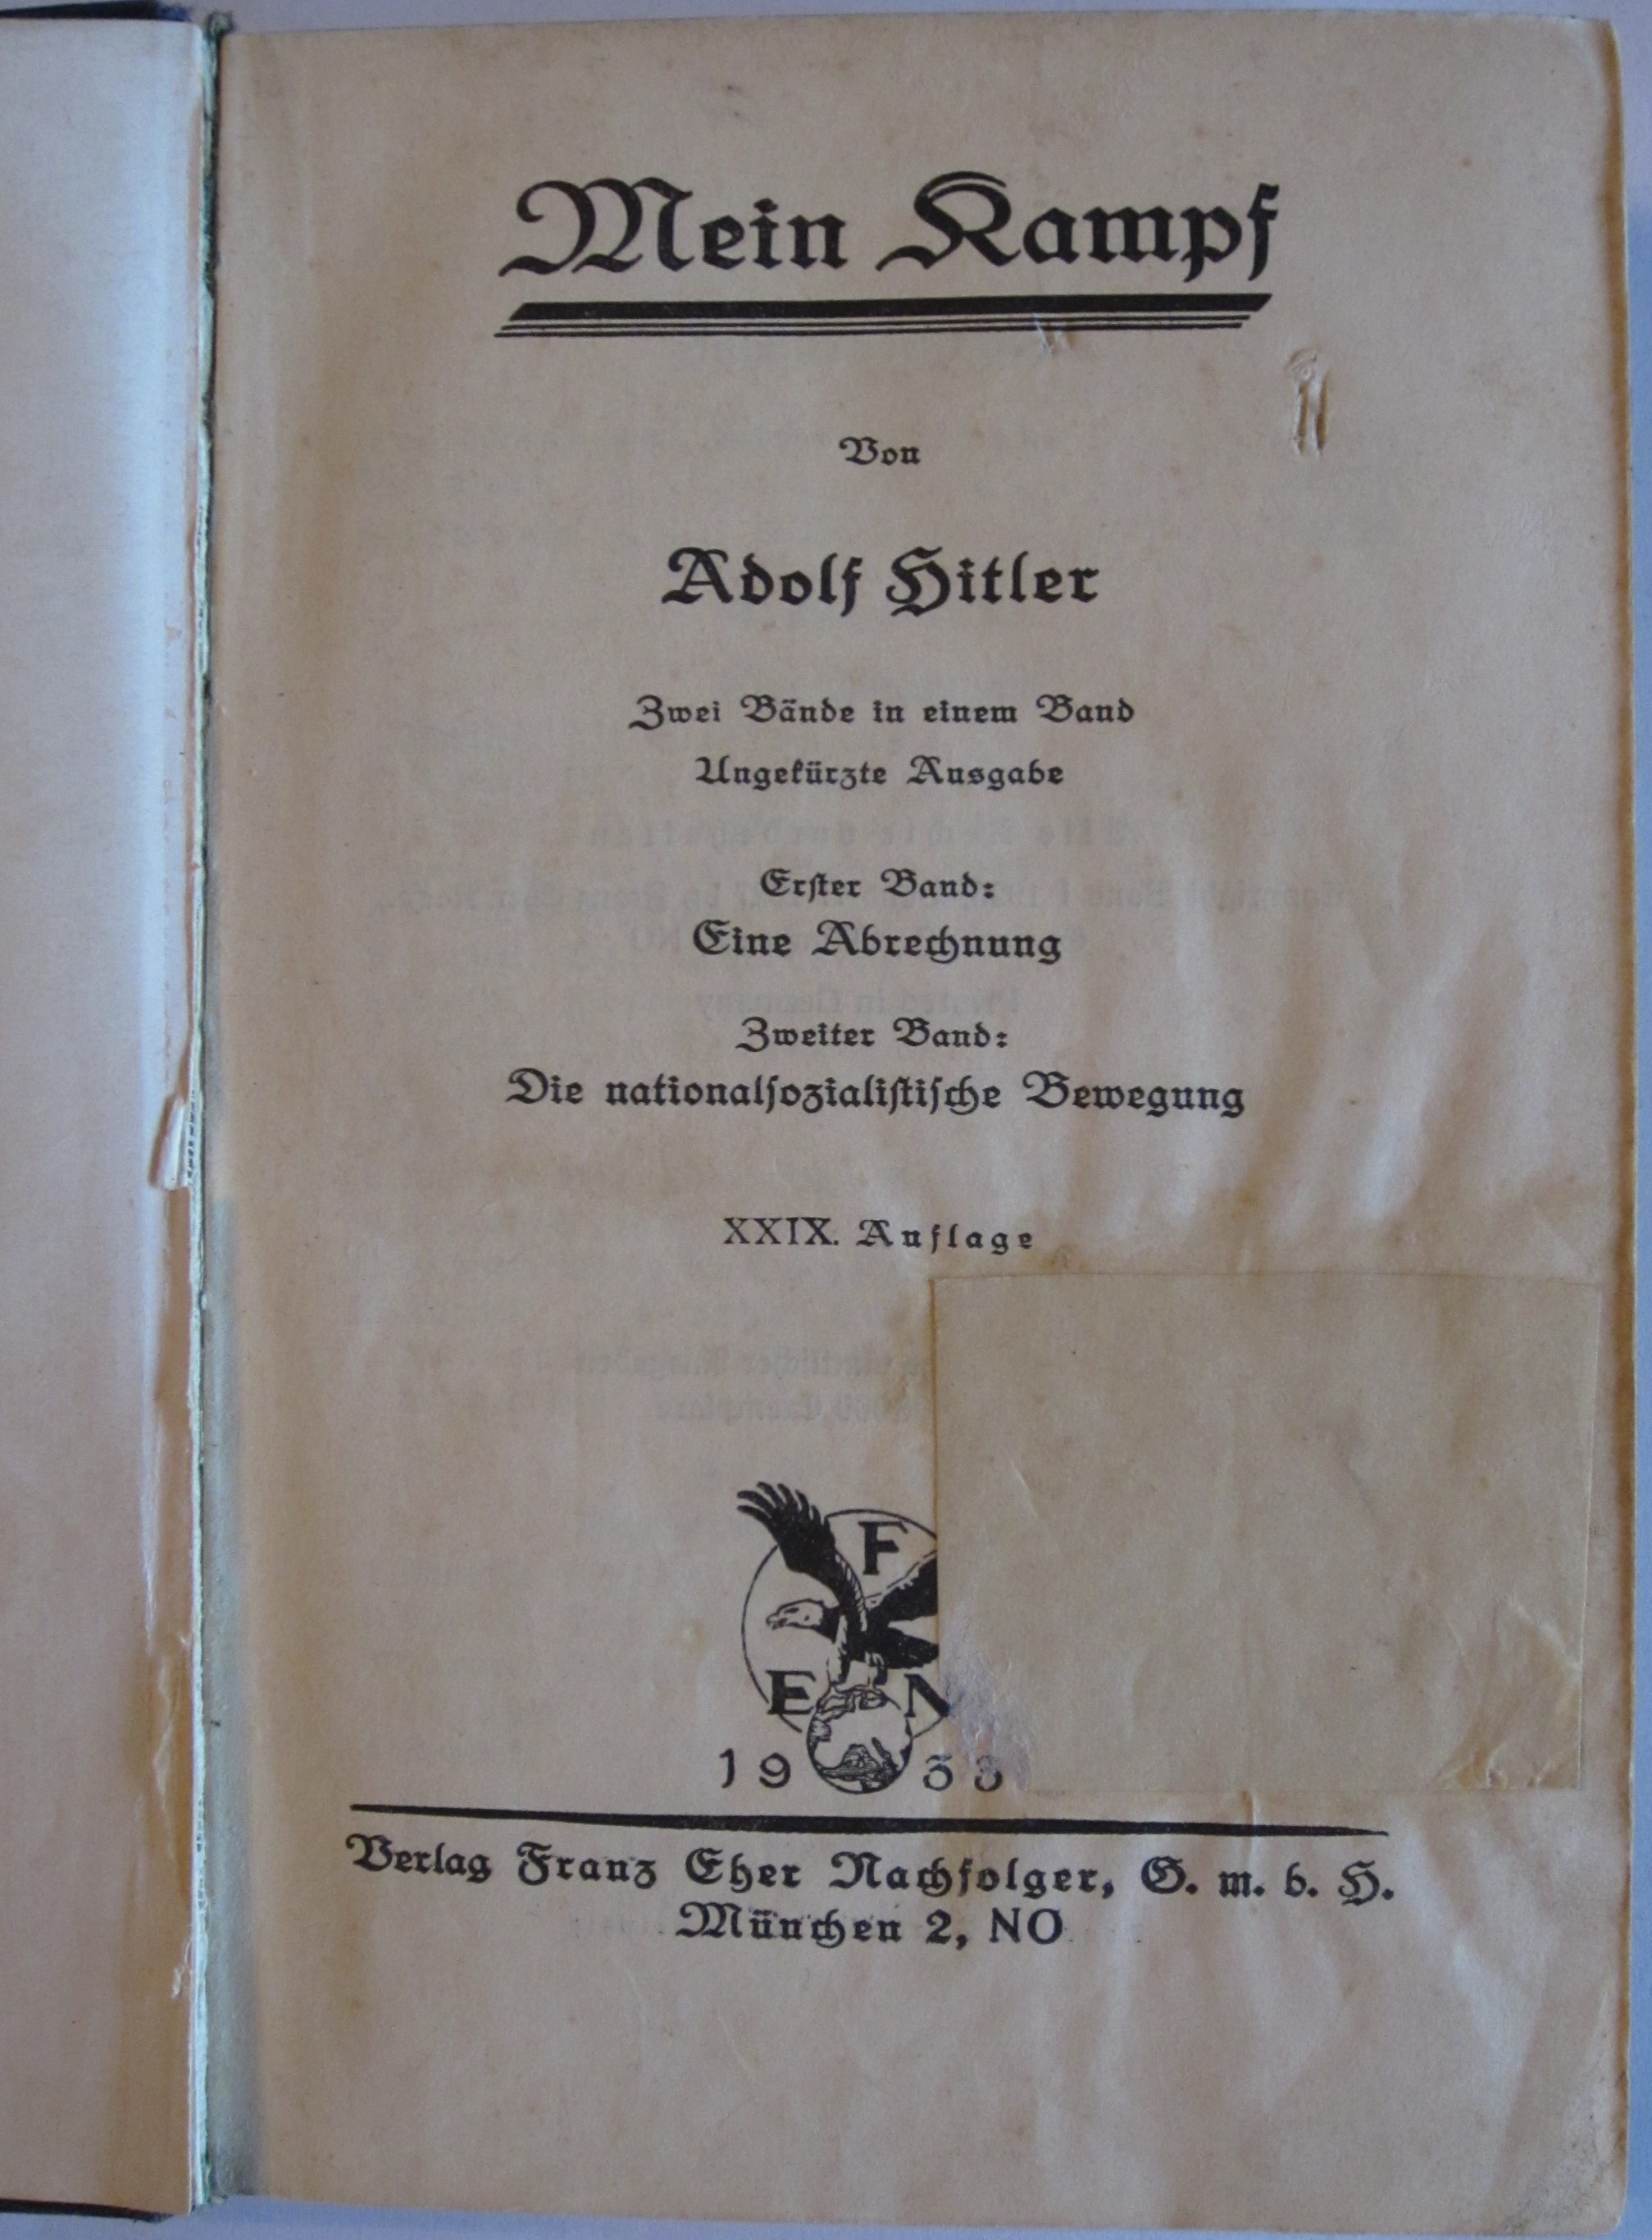 Mein Kampf
Von
Adolf Hitler
Zwei Bände in einem Band
Ungekürzte Ausgabe
Erſter Band:
Eine Abrechnung
Zweiter Band:
Die nationalſozialiſtiſche Bewegung
XXIX. Auflage
F
E N
1933
Verlag Franz Eher Nachfolger, G. m. b. H.
München 2, NO